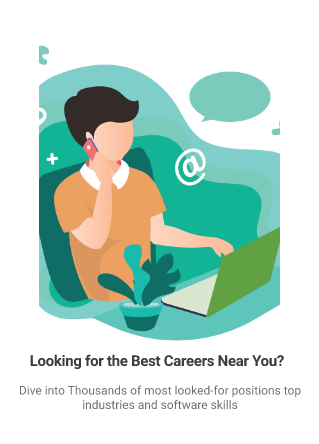 @
Looking for the Best Careers Near You?
Dive into Thousands of most looked-for positions top
industries and software skills